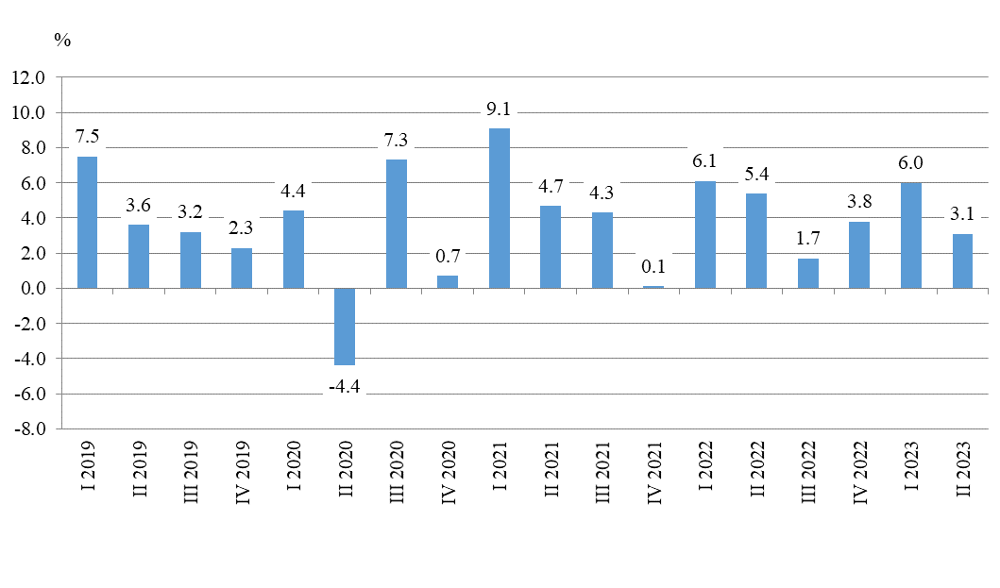 %
12.0
10.0
8.0
6.0
4.0
2.0
0.0
-2.0
-4.0
-6.0
-8.0
7.5
3.6
3.2
2.3
4.4
-4.4
7.3
0.7
9.1
4.7
4.3
0.1
6.1
5.4
1.7
3.8
6.0
3.1
I 2019
II 2019
III 2019
IV 2019
I 2020
II 2020
III 2020
IV 2020
I 2021
II 2021
III 2021
IV 2021
I 2022
II 2022
III 2022
IV 2022
I 2023
II 2023